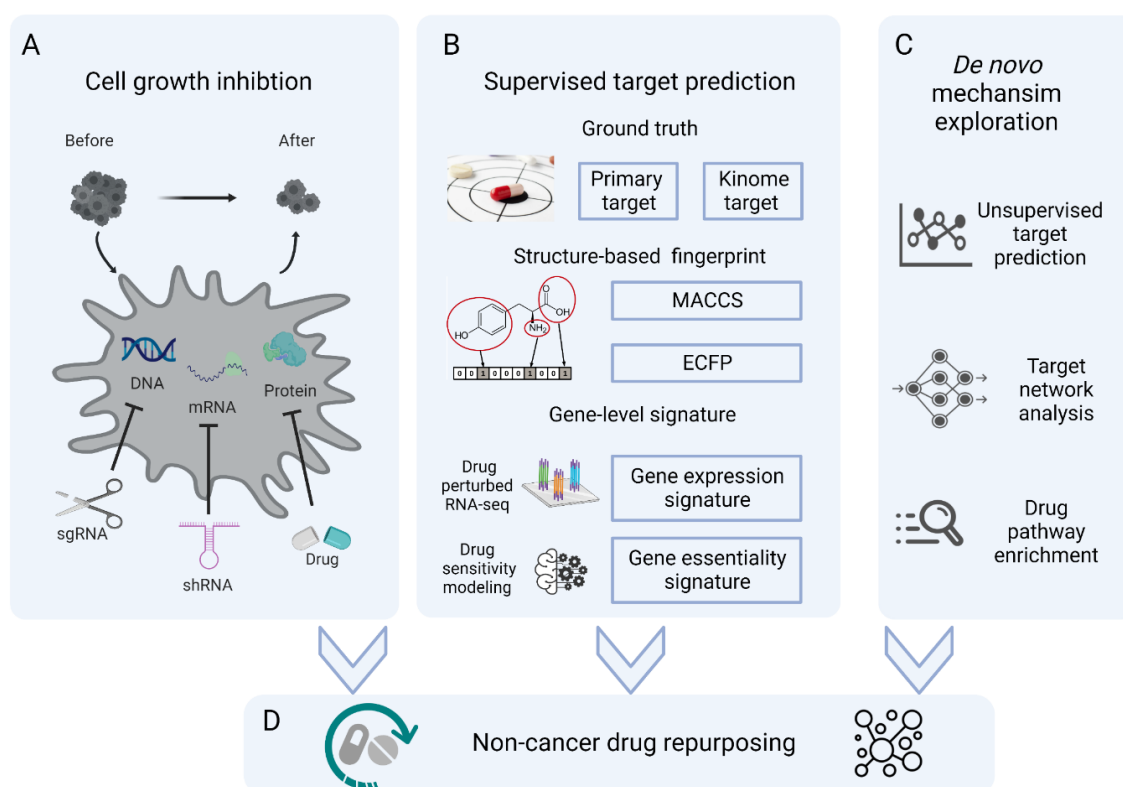 A
Cell growth inhibtion
Before
After
DNA
mRNA
Protein
sgRNA
shRNA
Drug
B
Supervised target prediction
Ground truth
Primary
target
Kinome
target
Structure-based fingerprint
O
OH
NH2
HO
0 0 1 0 0 0 1 0 0 1
MACCS
ECFP
Gene-level signature
Drug
perturbed
RNA-seq
Gene expression
signature
Drug
sensitivity
modeling
Gene essentiality
signature
C
De novo
mechansim
exploration
Unsupervised
target
prediction
Target
network
analysis
Drug
pathway
enrichment
D
Non-cancer drug repurposing